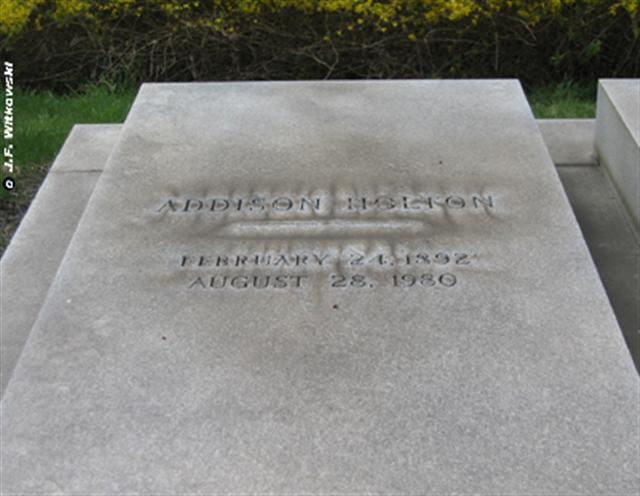 ADDISON HOLTON
FEBRUARY 24, 1892
AUGUST 28, 1980
© J.F. Witkowski